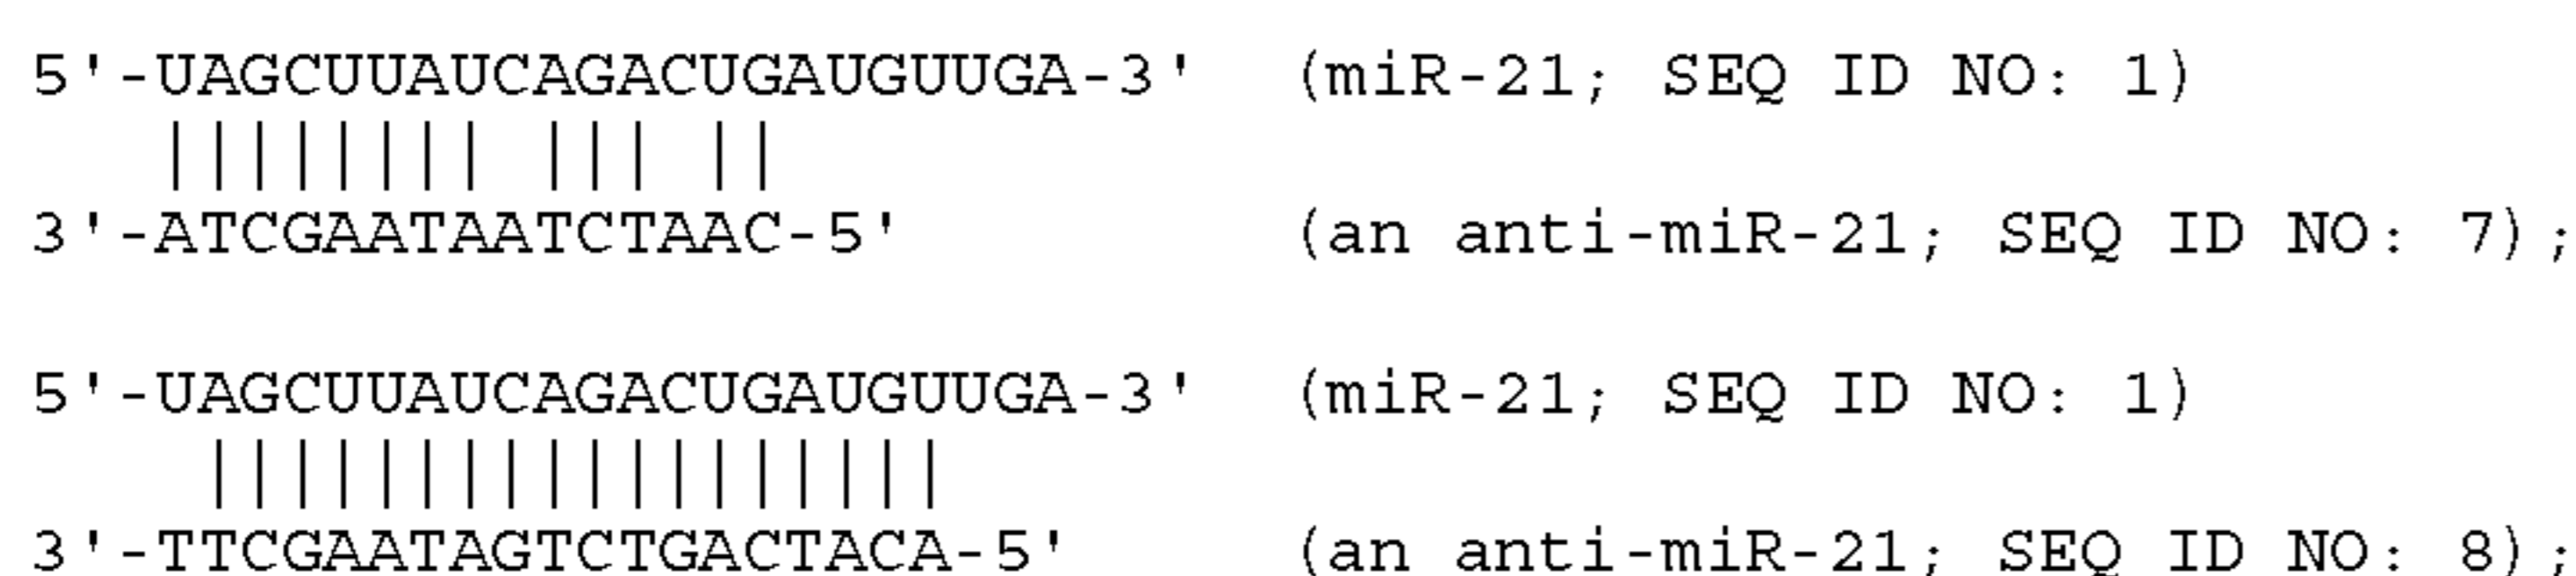 5'-UAGCUUAUCAGACUGAUGUUGA-3' (miR-21; SEQ ID NO: 1)
|||||||| ||| ||
3'-ATCGAATAATCTAAC-5' (an anti-miR-21; SEQ ID NO: 7);
5'-UAGCUUAUCAGACUGAUGUUGA-3' (miR-21; SEQ ID NO: 1)
||||||||||||||||||
3'-TTCGAATAGTCTGACTACA-5' (an anti-miR-21; SEQ ID NO: 8);